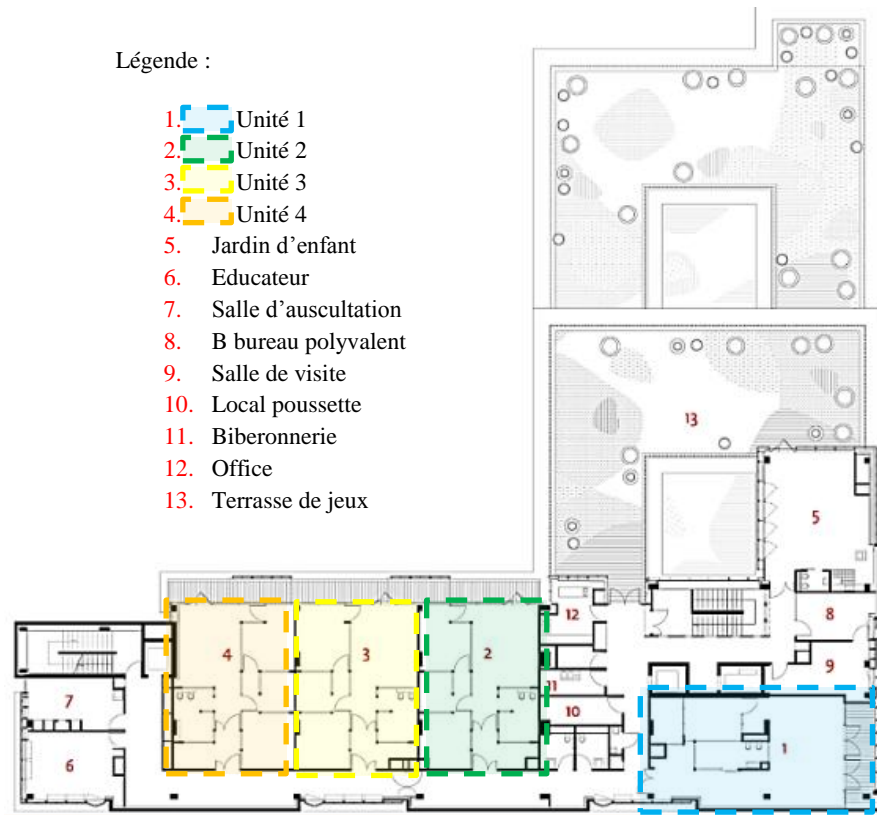 Légende :
1. Unité 1
2. Unité 2
3. Unité 3
4. Unité 4
5. Jardin d’enfant
6. Educateur
7. Salle d’auscultation
8. B bureau polyvalent
9. Salle de visite
10. Local poussette
11. Biberonnerie
12. Office
13. Terrasse de jeux
13
5
12
8
4
3
2
9
11
7
10
6
1